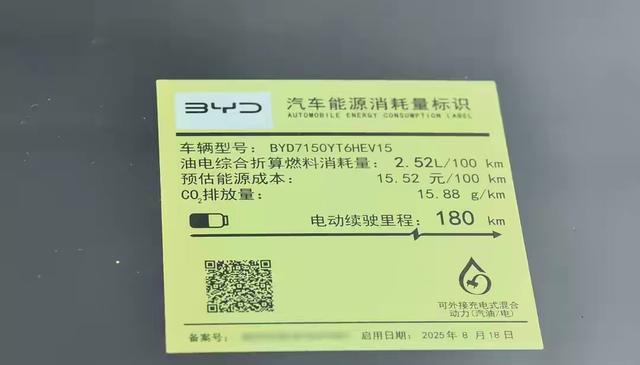 BYD 汽车能源消耗量标识
AUTOMOBILE ENERGY CONSUMPTION LABEL
车辆型号: BYD7150YT6HEV15
油电综合折算燃料消耗量: 2.52L/100 km
预估能源成本: 15.52 元/100 km
CO2排放量: 15.88 g/km
电动续驶里程: 180 km
可外接充电式混合
动力(汽油/电)
备案号:
启用日期: 2025年 8 月 18 日